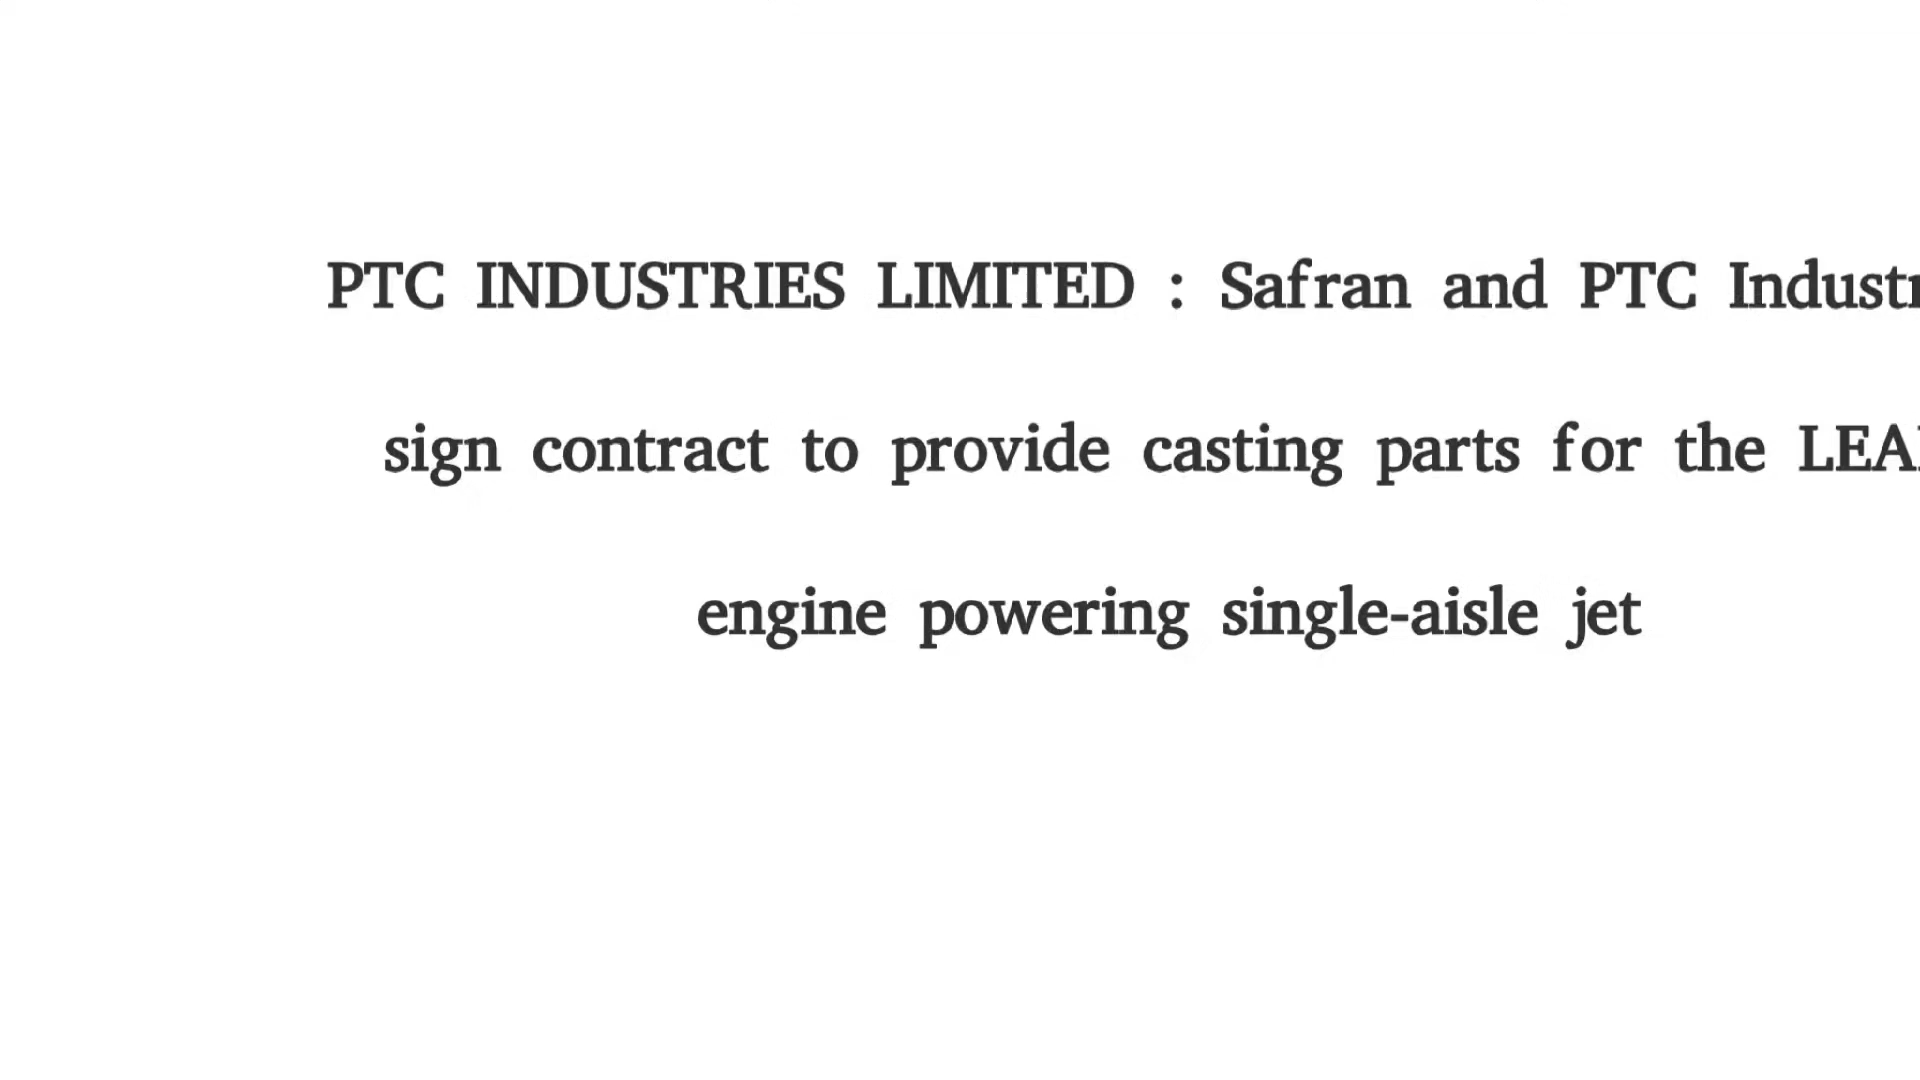 PTC INDUSTRIES LIMITED : Safran and PTC
sign contract to provide casting parts for the
engine powering single-aisle jet